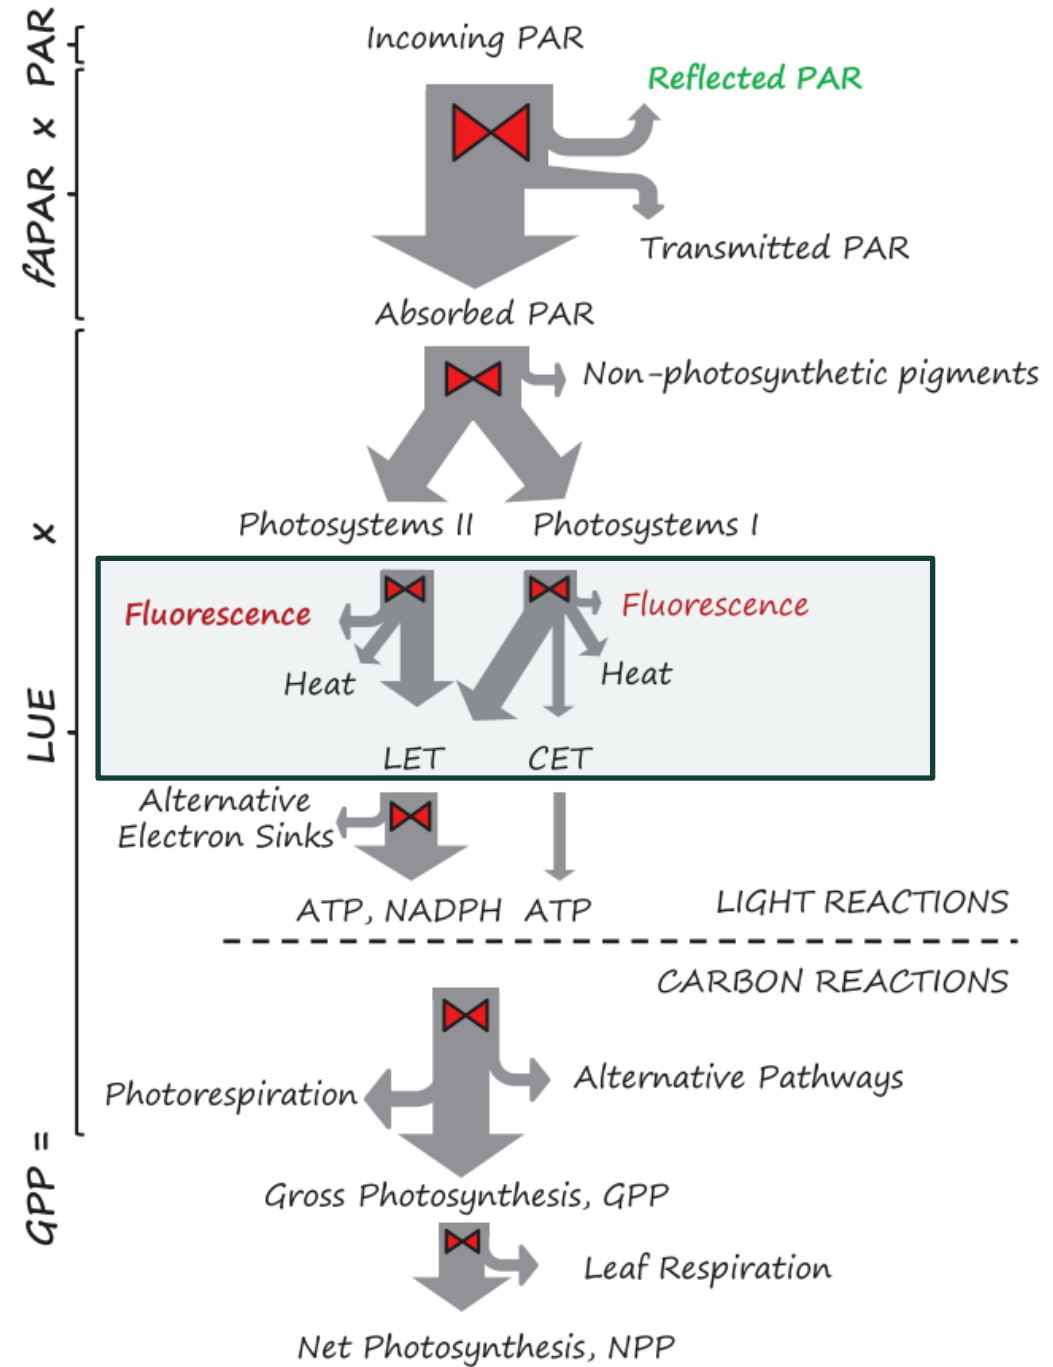 Incoming PAR
Reflected PAR
Transmitted PAR
Absorbed PAR
Non-photosynthetic pigments
Photosystems II
Photosystems I
Fluorescence
Fluorescence
Heat
Heat
LET
CET
Alternative
Electron Sinks
ATP, NADPH
ATP
LIGHT REACTIONS
CARBON REACTIONS
Photorespiration
Alternative Pathways
Gross Photosynthesis, GPP
Leaf Respiration
Net Photosynthesis, NPP
GPP = LUE x fAPAR x PAR